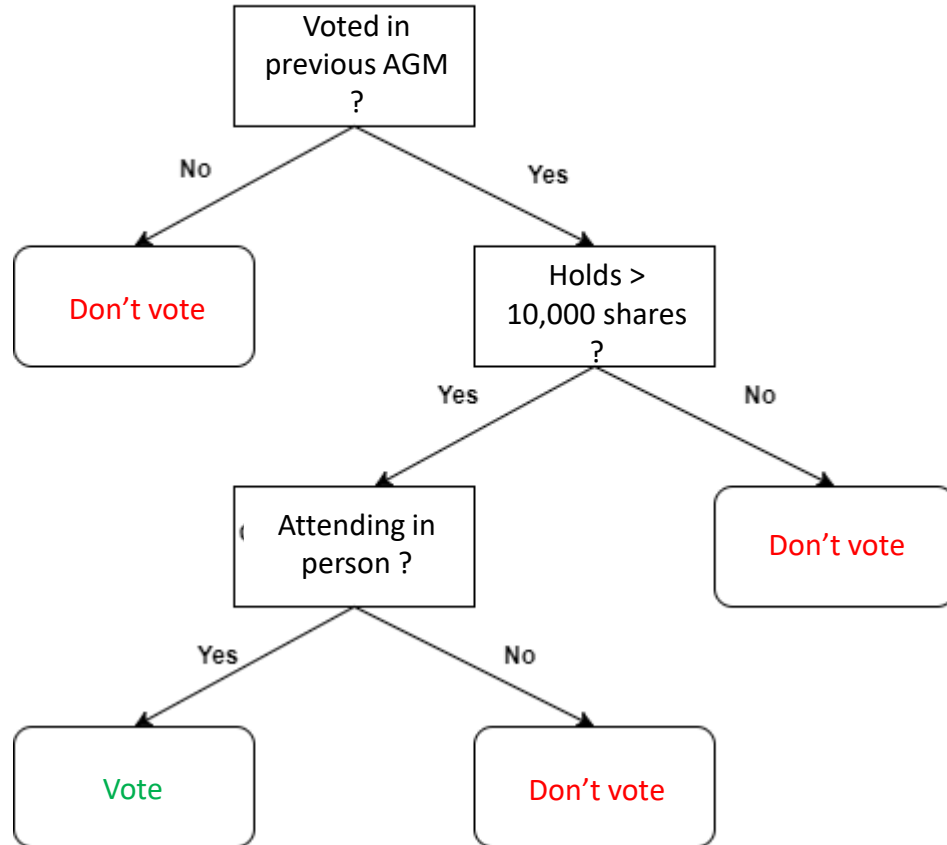 Voted in
previous AGM
?
No
Yes
Don’t vote
Holds >
10,000 shares
?
Yes
No
Attending in
person ?
Don’t vote
Yes
No
Vote
Don’t vote